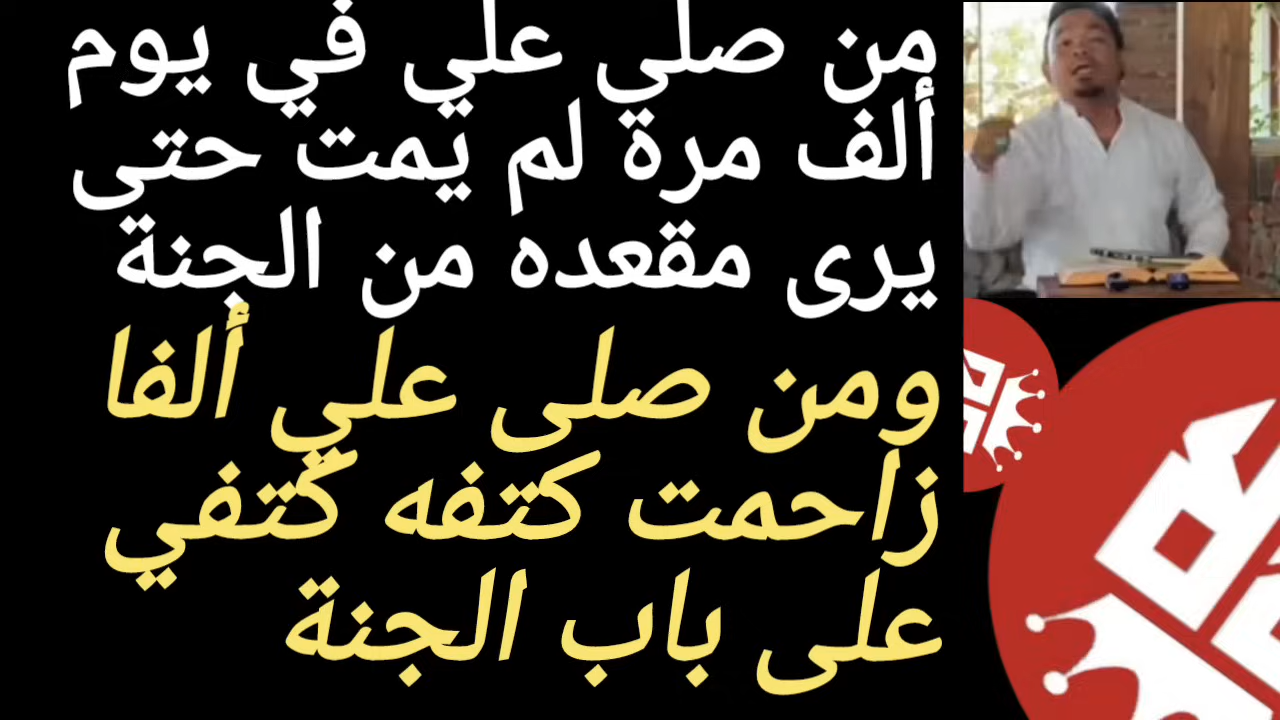 من صلى علي في يوم
ألف مرة لم يمت حتى
يرى مقعده من الجنة
ومن صلى علي ألفا
زاحمت كتفه كتفي
على باب الجنة